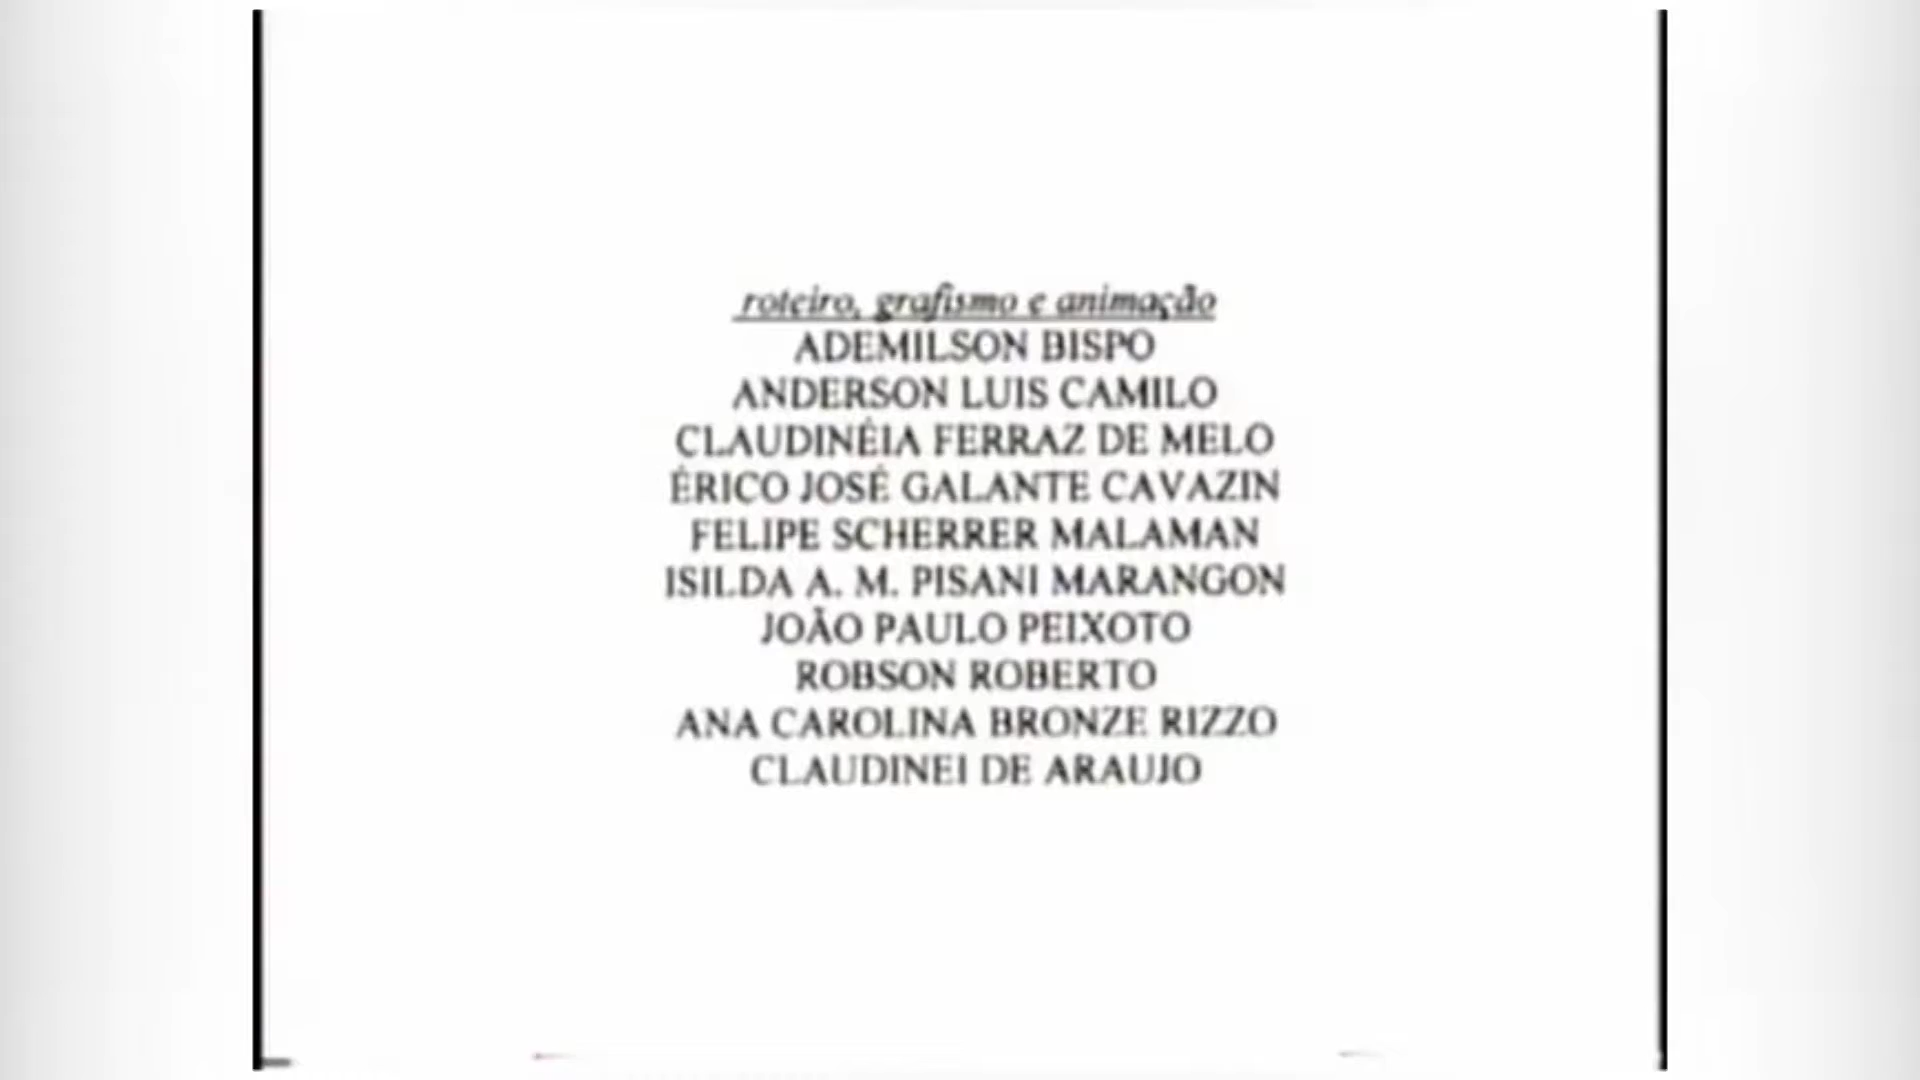 roteiro, grafismo e animação
ADEMILSON BISPO
ANDERSON LUIS CAMILO
CLAUDINÉIA FERRAZ DE MELO
ÉRICO JOSÉ GALANTE CAVAZIN
FELIPE SCHERRER MALAMAN
ISILDA A. M. PISANI MARANGON
JOÃO PAULO PEIXOTO
ROBSON ROBERTO
ANA CAROLINA BRONZE RIZZO
CLAUDINEI DE ARAUJO